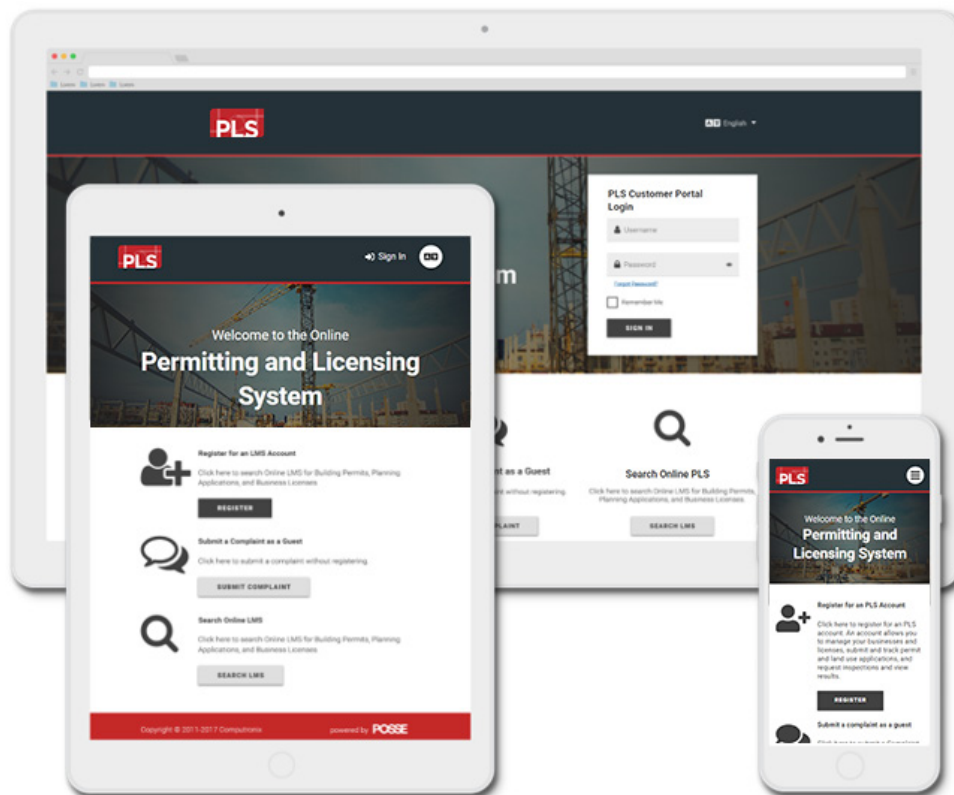 PLS
English
PLS Customer Portal
Login
Username
Password
Forgot Password?
Remember Me
SIGN IN
m
nt as a Guest
nt without registering.
PLAINT
Search Online PLS
Click here to search Online LMS for Building Permits,
Planning Applications, and Business Licenses.
SEARCH LMS
PLS
Sign In
Welcome to the Online
Permitting and Licensing
System
Register for an LMS Account
Click here to search Online LMS for Building Permits, Planning
Applications, and Business Licenses.
REGISTER
Submit a Complaint as a Guest
Click here to submit a complaint without registering.
SUBMIT COMPLAINT
Search Online LMS
Click here to search Online LMS for Building Permits, Planning
Applications, and Business Licenses.
SEARCH LMS
Copyright © 2011-2017 Computronix
powered by POSSE
PLS
Welcome to the Online
Permitting and
Licensing System
Register for an PLS Account
Click here to register for an PLS
account. An account allows you
to manage your businesses and
licenses, submit and track permit
and land use applications, and
request inspections and view
results.
REGISTER
Submit a complaint as a guest
Click here to submit a Complaint